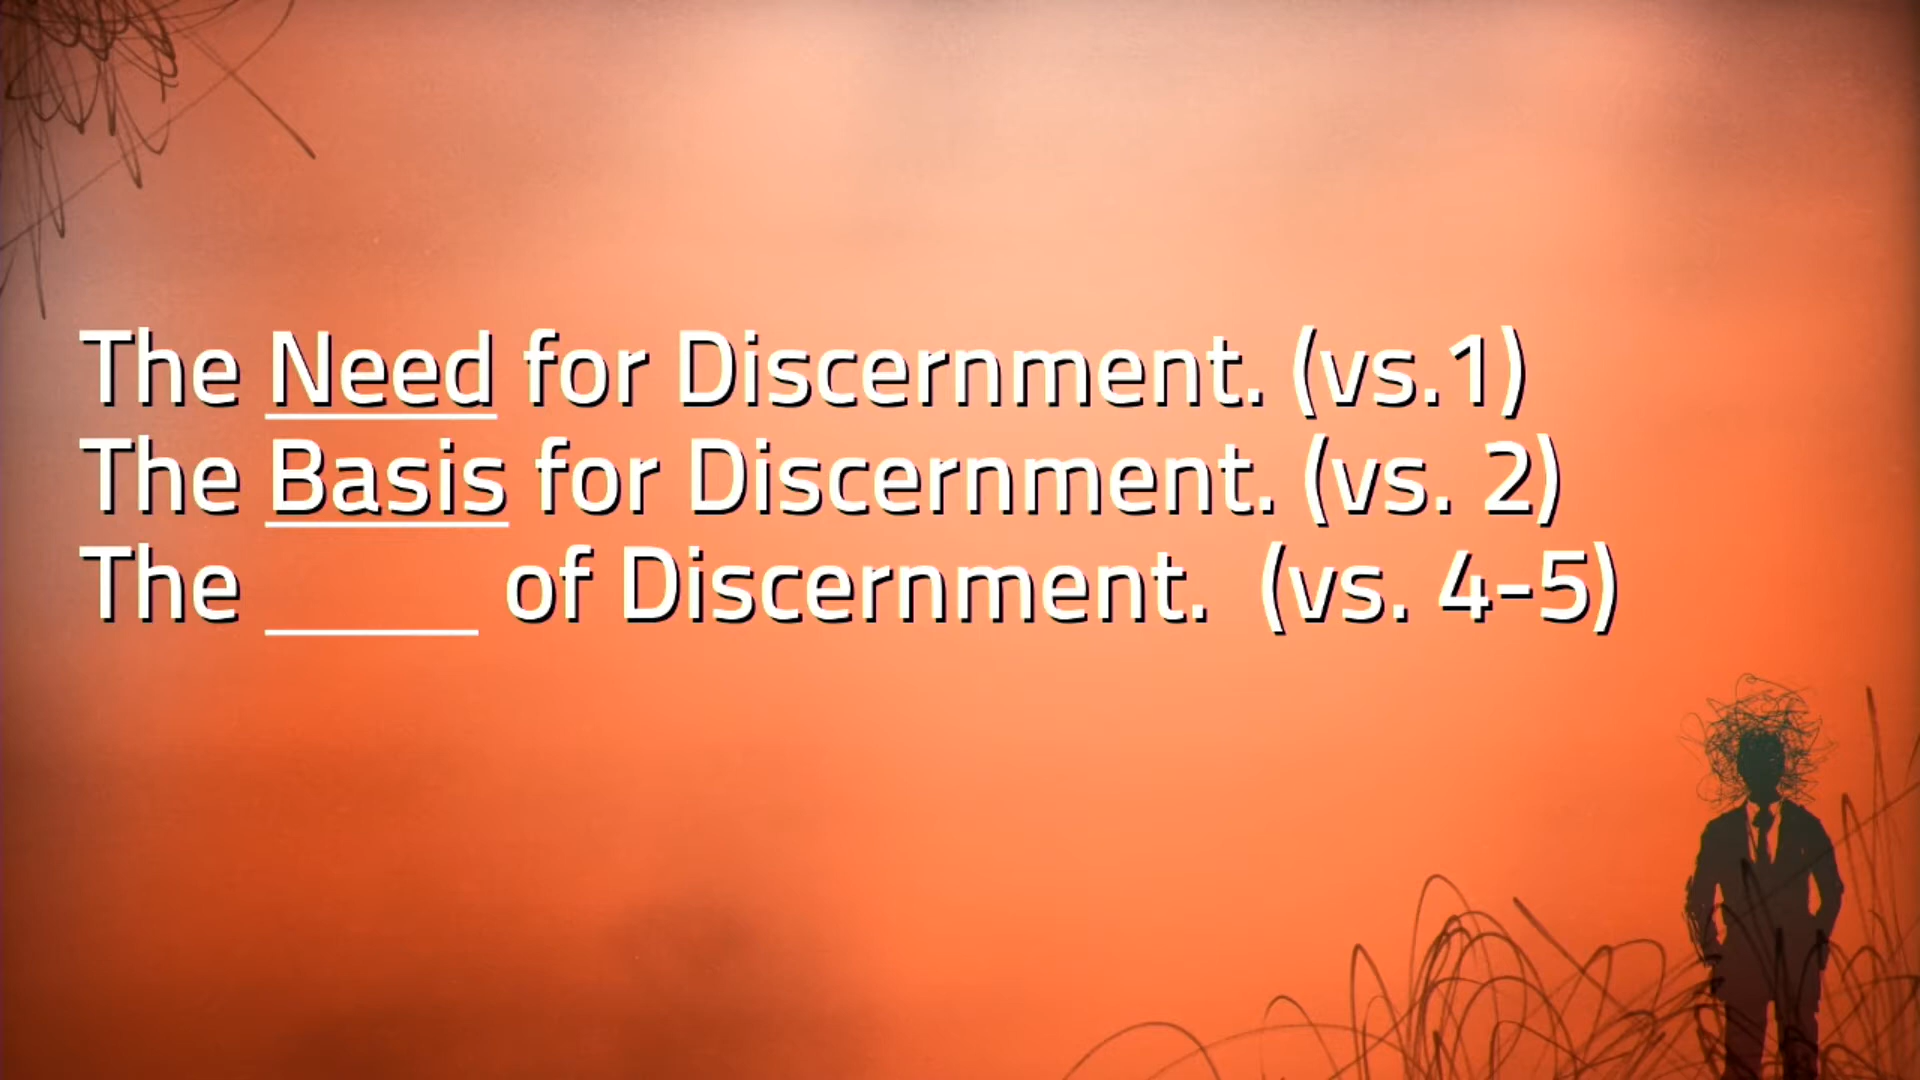 The Need for Discernment. (vs.1)
The Basis for Discernment. (vs. 2)
The _____ of Discernment. (vs. 4-5)